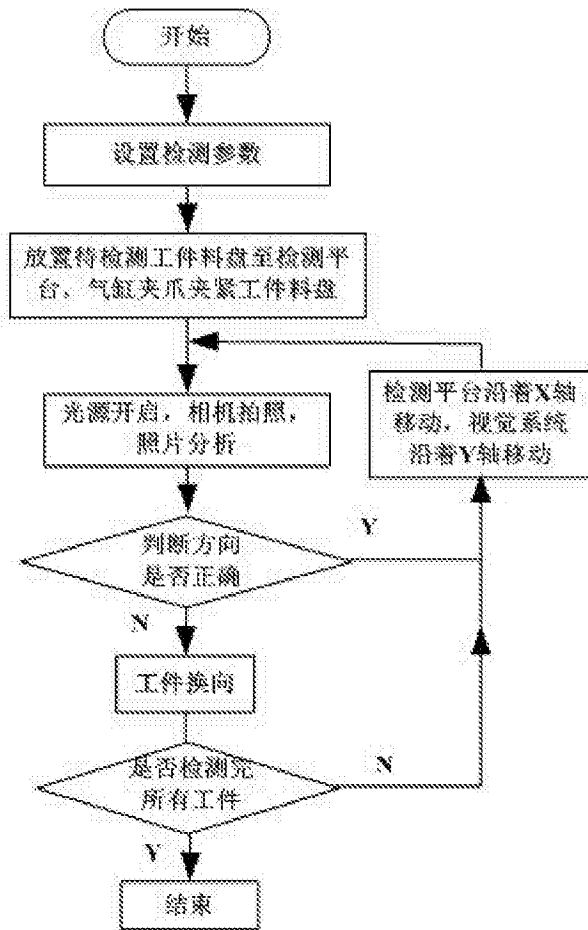 开始
设置检测参数
放置待检测工件料盘至检测平
台，气缸夹爪夹紧工件料盘
光源开启，相机拍照，
照片分析
检测平台沿着X轴
移动，视觉系统
沿着Y轴移动
判断方向
是否正确
Y
N
工件换向
是否检测完
所有工件
N
Y
结束